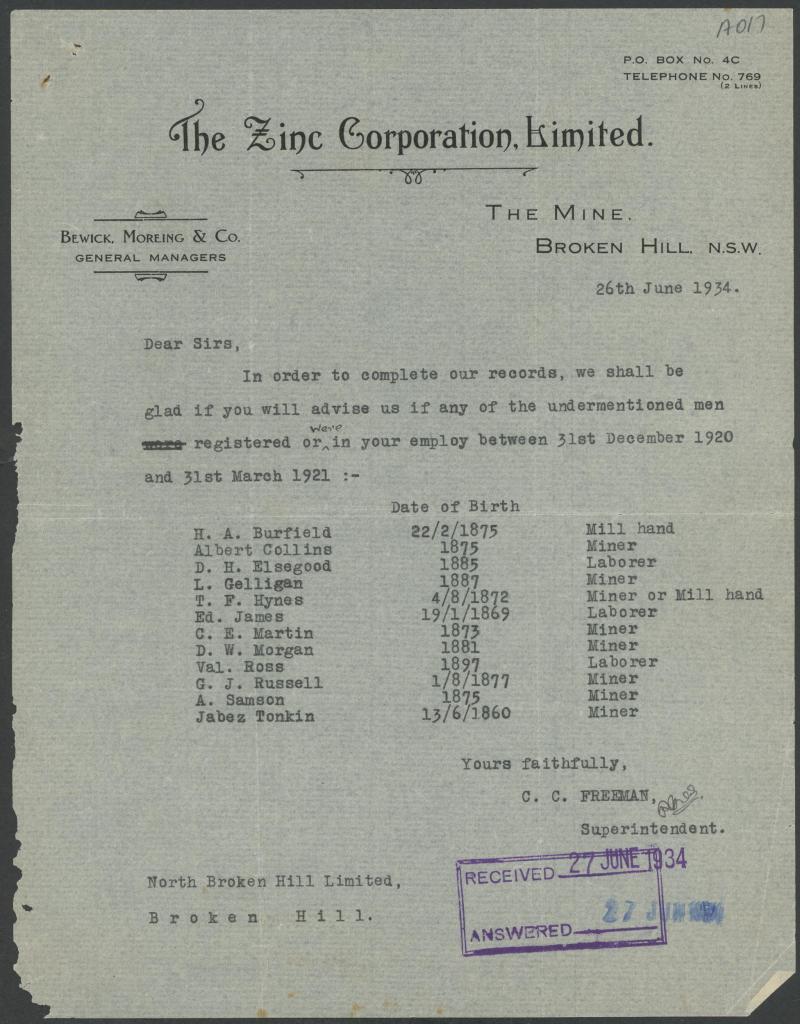 A017
P.O. BOX No. 4C
TELEPHONE No. 769
(2 LINES)
The Zinc Corporation, Limited.
BEWICK, MOREING & CO.
GENERAL MANAGERS
THE MINE.
BROKEN HILL, N.S.W.
26th June 1934.
Dear Sirs,
In order to complete our records, we shall be
glad if you will advise us if any of the undermentioned men
were
were registered or in your employ between 31st December 1920
and 31st March 1921 :-
Date of Birth
H. A. Burfield 22/2/1875 Mill hand
Albert Collins 1875 Miner
D. H. Elsegood 1885 Laborer
L. Gelligan 1887 Miner
T. F. Hynes 4/8/1872 Miner or Mill hand
Ed. James 19/1/1869 Laborer
C. E. Martin 1873 Miner
D. W. Morgan 1881 Miner
Val. Ross 1897 Laborer
G. J. Russell 1/8/1877 Miner
A. Samson 1875 Miner
Jabez Tonkin 13/6/1860 Miner
Yours faithfully,
C. C. FREEMAN,
Superintendent.
North Broken Hill Limited,
Broken Hill.
RECEIVED 27 JUNE 1934
27
ANSWERED